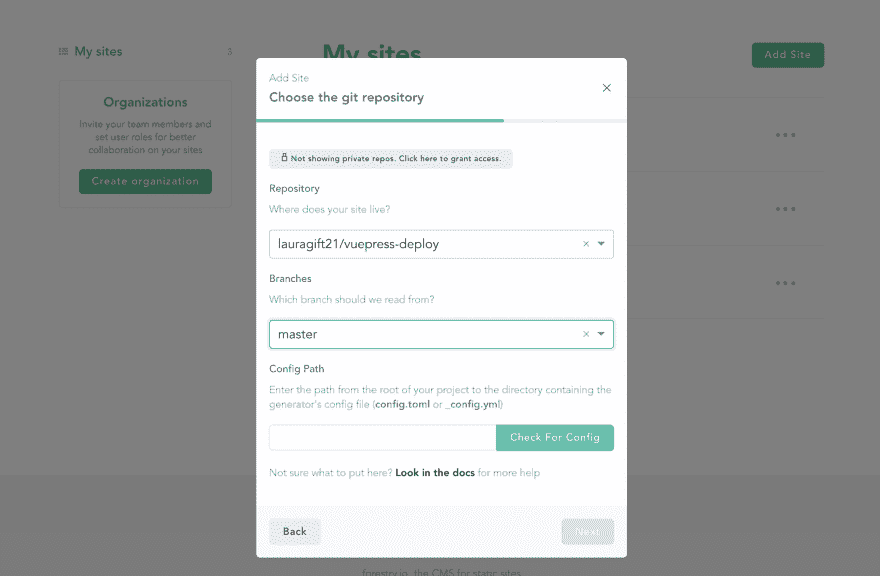 My sites
3
My sites
Add Site
Organizations
Invite your team members and
set user roles for better
collaboration on your sites
Create organization
Add Site
Choose the git repository
Not showing private repos. Click here to grant access.
Repository
Where does your site live?
lauragift21/vuepress-deploy
Branches
Which branch should we read from?
master
Config Path
Enter the path from the root of your project to the directory containing the
generator's config file (config.toml or _config.yml)
Check For Config
Not sure what to put here? Look in the docs for more help
Back
Next
forestry.io, the CMS for static sites.